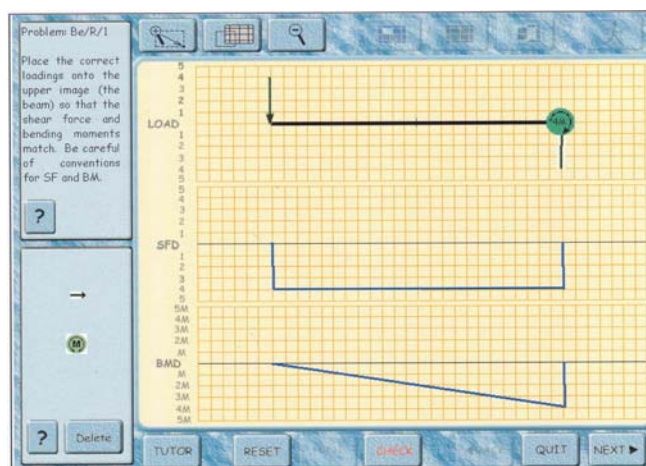 Problem: Be/R/1
Place the correct
loadings onto the
upper image (the
beam) so that the
shear force and
bending moments
match. Be careful
of conventions
for SF and BM.
?
M
?
Delete
5
4
3
2
1
LOAD
1
2
3
4
5
5
4
3
2
1
SFD
1
2
3
4
5
5M
4M
3M
2M
M
BMD
M
2M
3M
4M
5M
TUTOR
RESET
CHECK
QUIT
NEXT